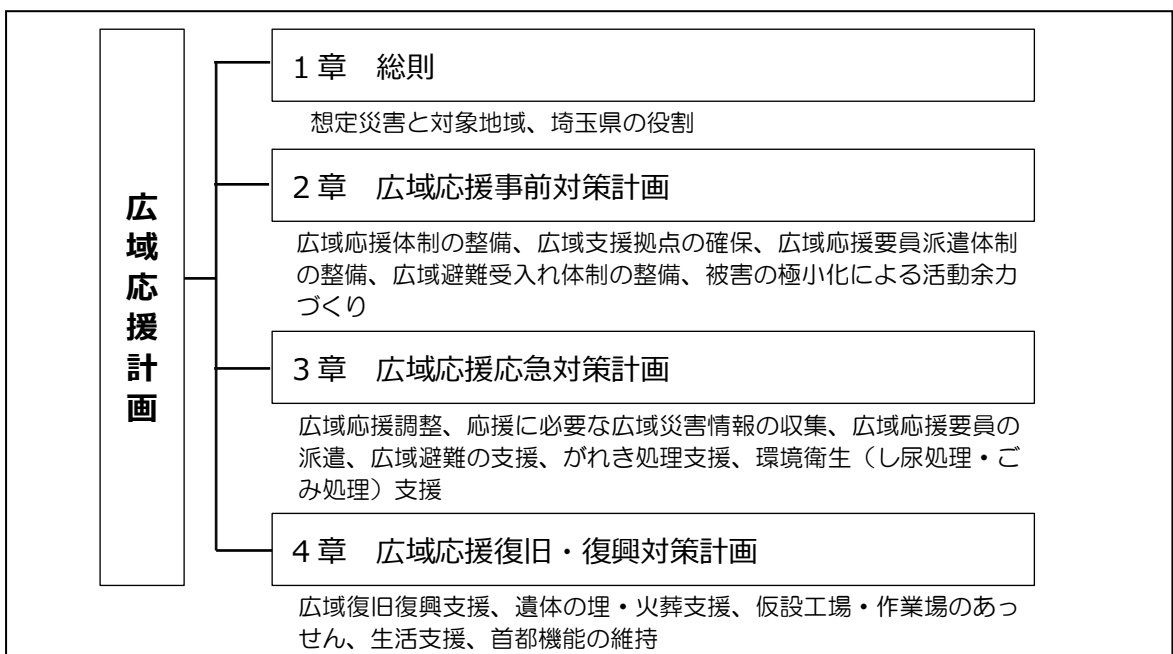 広域応援計画
1章　総則
想定災害と対象地域、埼玉県の役割
2章　広域応援事前対策計画
広域応援体制の整備、広域支援拠点の確保、広域応援要員派遣体制
の整備、広域避難受入れ体制の整備、被害の極小化による活動余力
づくり
3章　広域応援応急対策計画
広域応援調整、応援に必要な広域災害情報の収集、広域応援要員の
派遣、広域避難の支援、がれき処理支援、環境衛生（し尿処理・ご
み処理）支援
4章　広域応援復旧・復興対策計画
広域復旧復興支援、遺体の埋・火葬支援、仮設工場・作業場のあっ
せん、生活支援、首都機能の維持